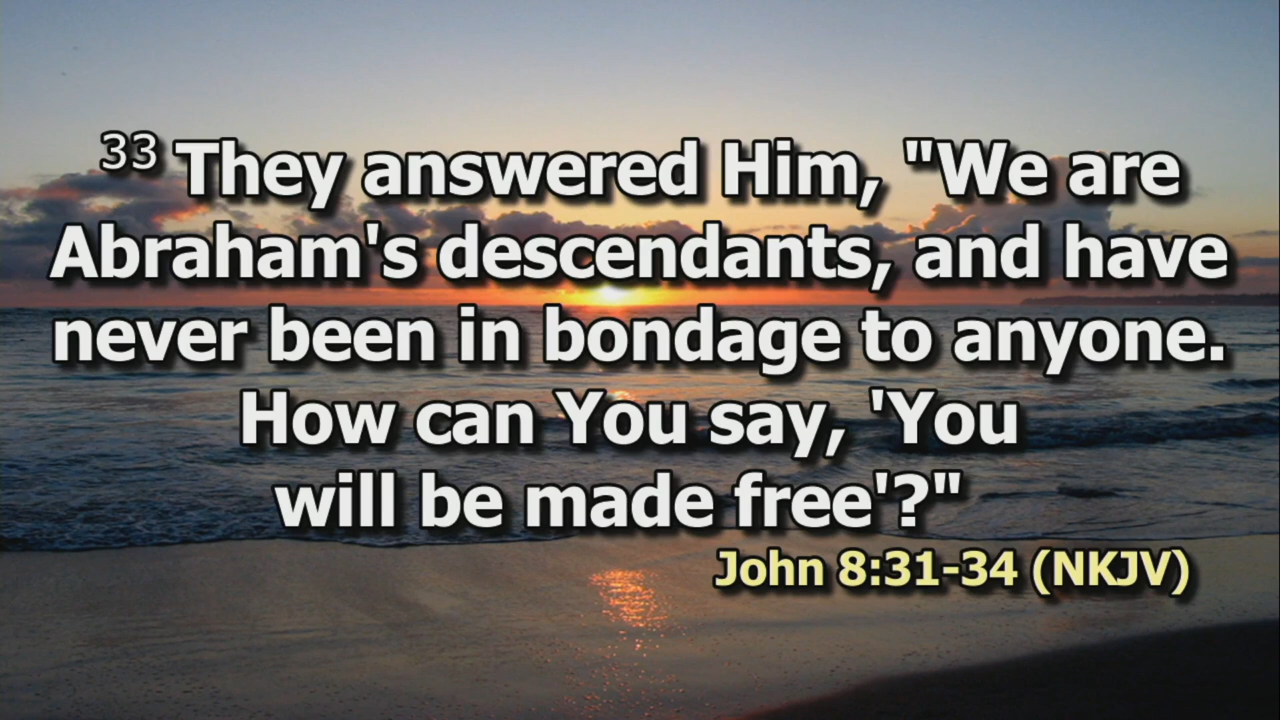 33 They answered Him, "We are
Abraham's descendants, and have
never been in bondage to anyone.
How can You say, 'You
will be made free'?"
John 8:31-34 (NKJV)